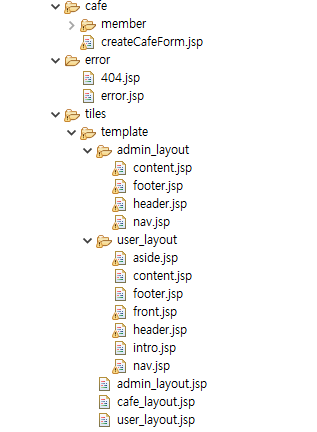 cafe
member
createCafeForm.jsp
error
404.jsp
error.jsp
tiles
template
admin_layout
content.jsp
footer.jsp
header.jsp
nav.jsp
user_layout
aside.jsp
content.jsp
footer.jsp
front.jsp
header.jsp
intro.jsp
nav.jsp
admin_layout.jsp
cafe_layout.jsp
user_layout.jsp